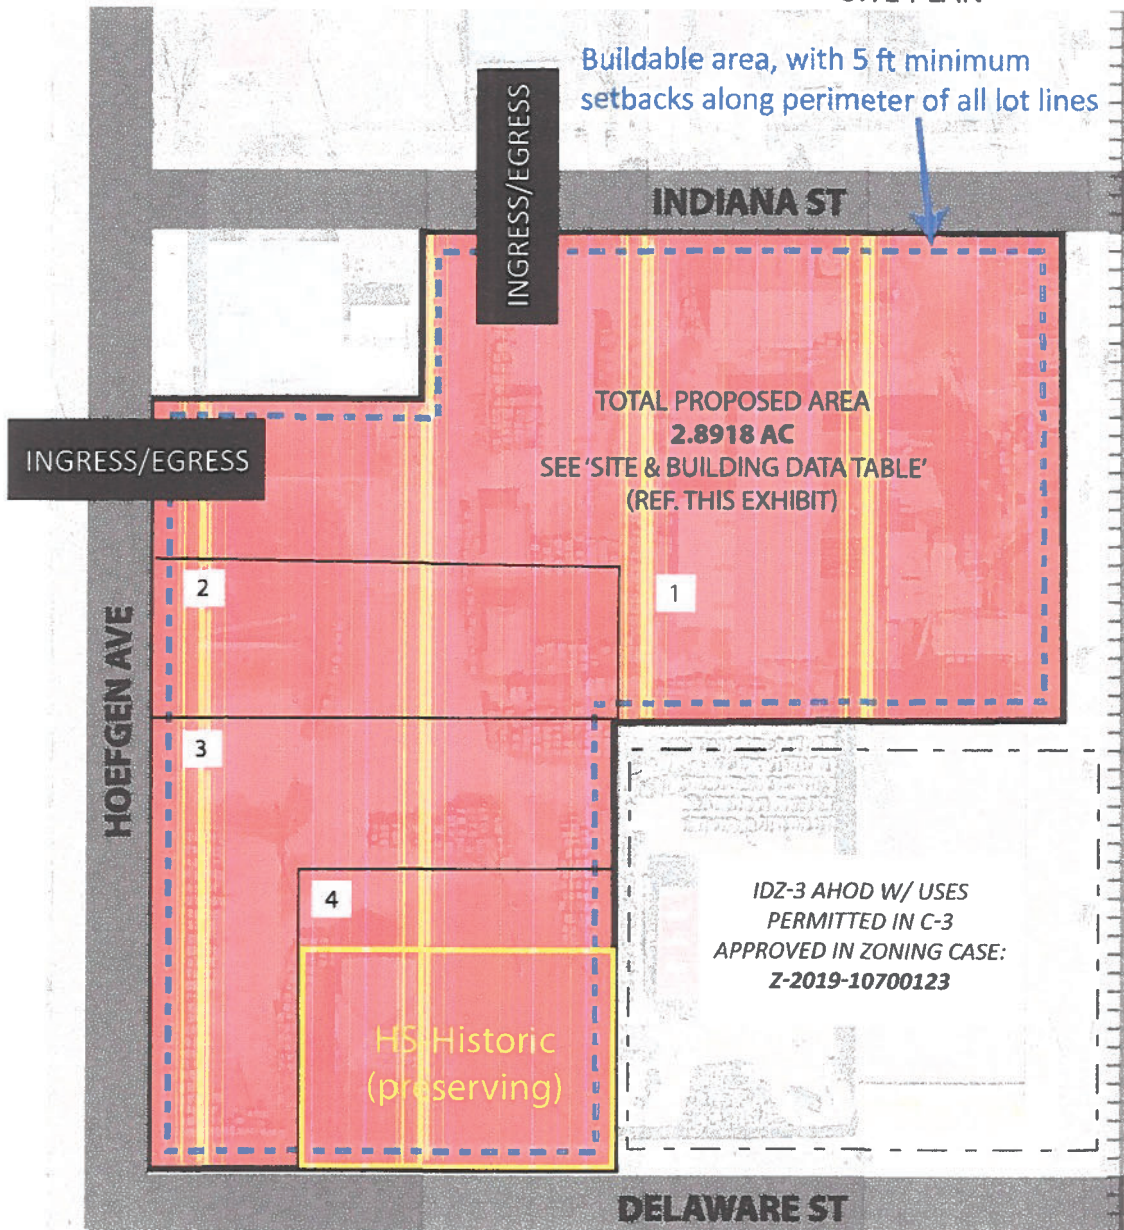 Buildable area, with 5 ft minimum
setbacks along perimeter of all lot lines
INGRESS/EGRESS
INDIANA ST
TOTAL PROPOSED AREA
2.8918 AC
SEE 'SITE & BUILDING DATA TABLE'
(REF. THIS EXHIBIT)
INGRESS/EGRESS
2
1
HOEFGEN AVE
3
4
IDZ-3 AHOD W/ USES
PERMITTED IN C-3
APPROVED IN ZONING CASE:
Z-2019-10700123
HS-Historic
(preserving)
DELAWARE ST